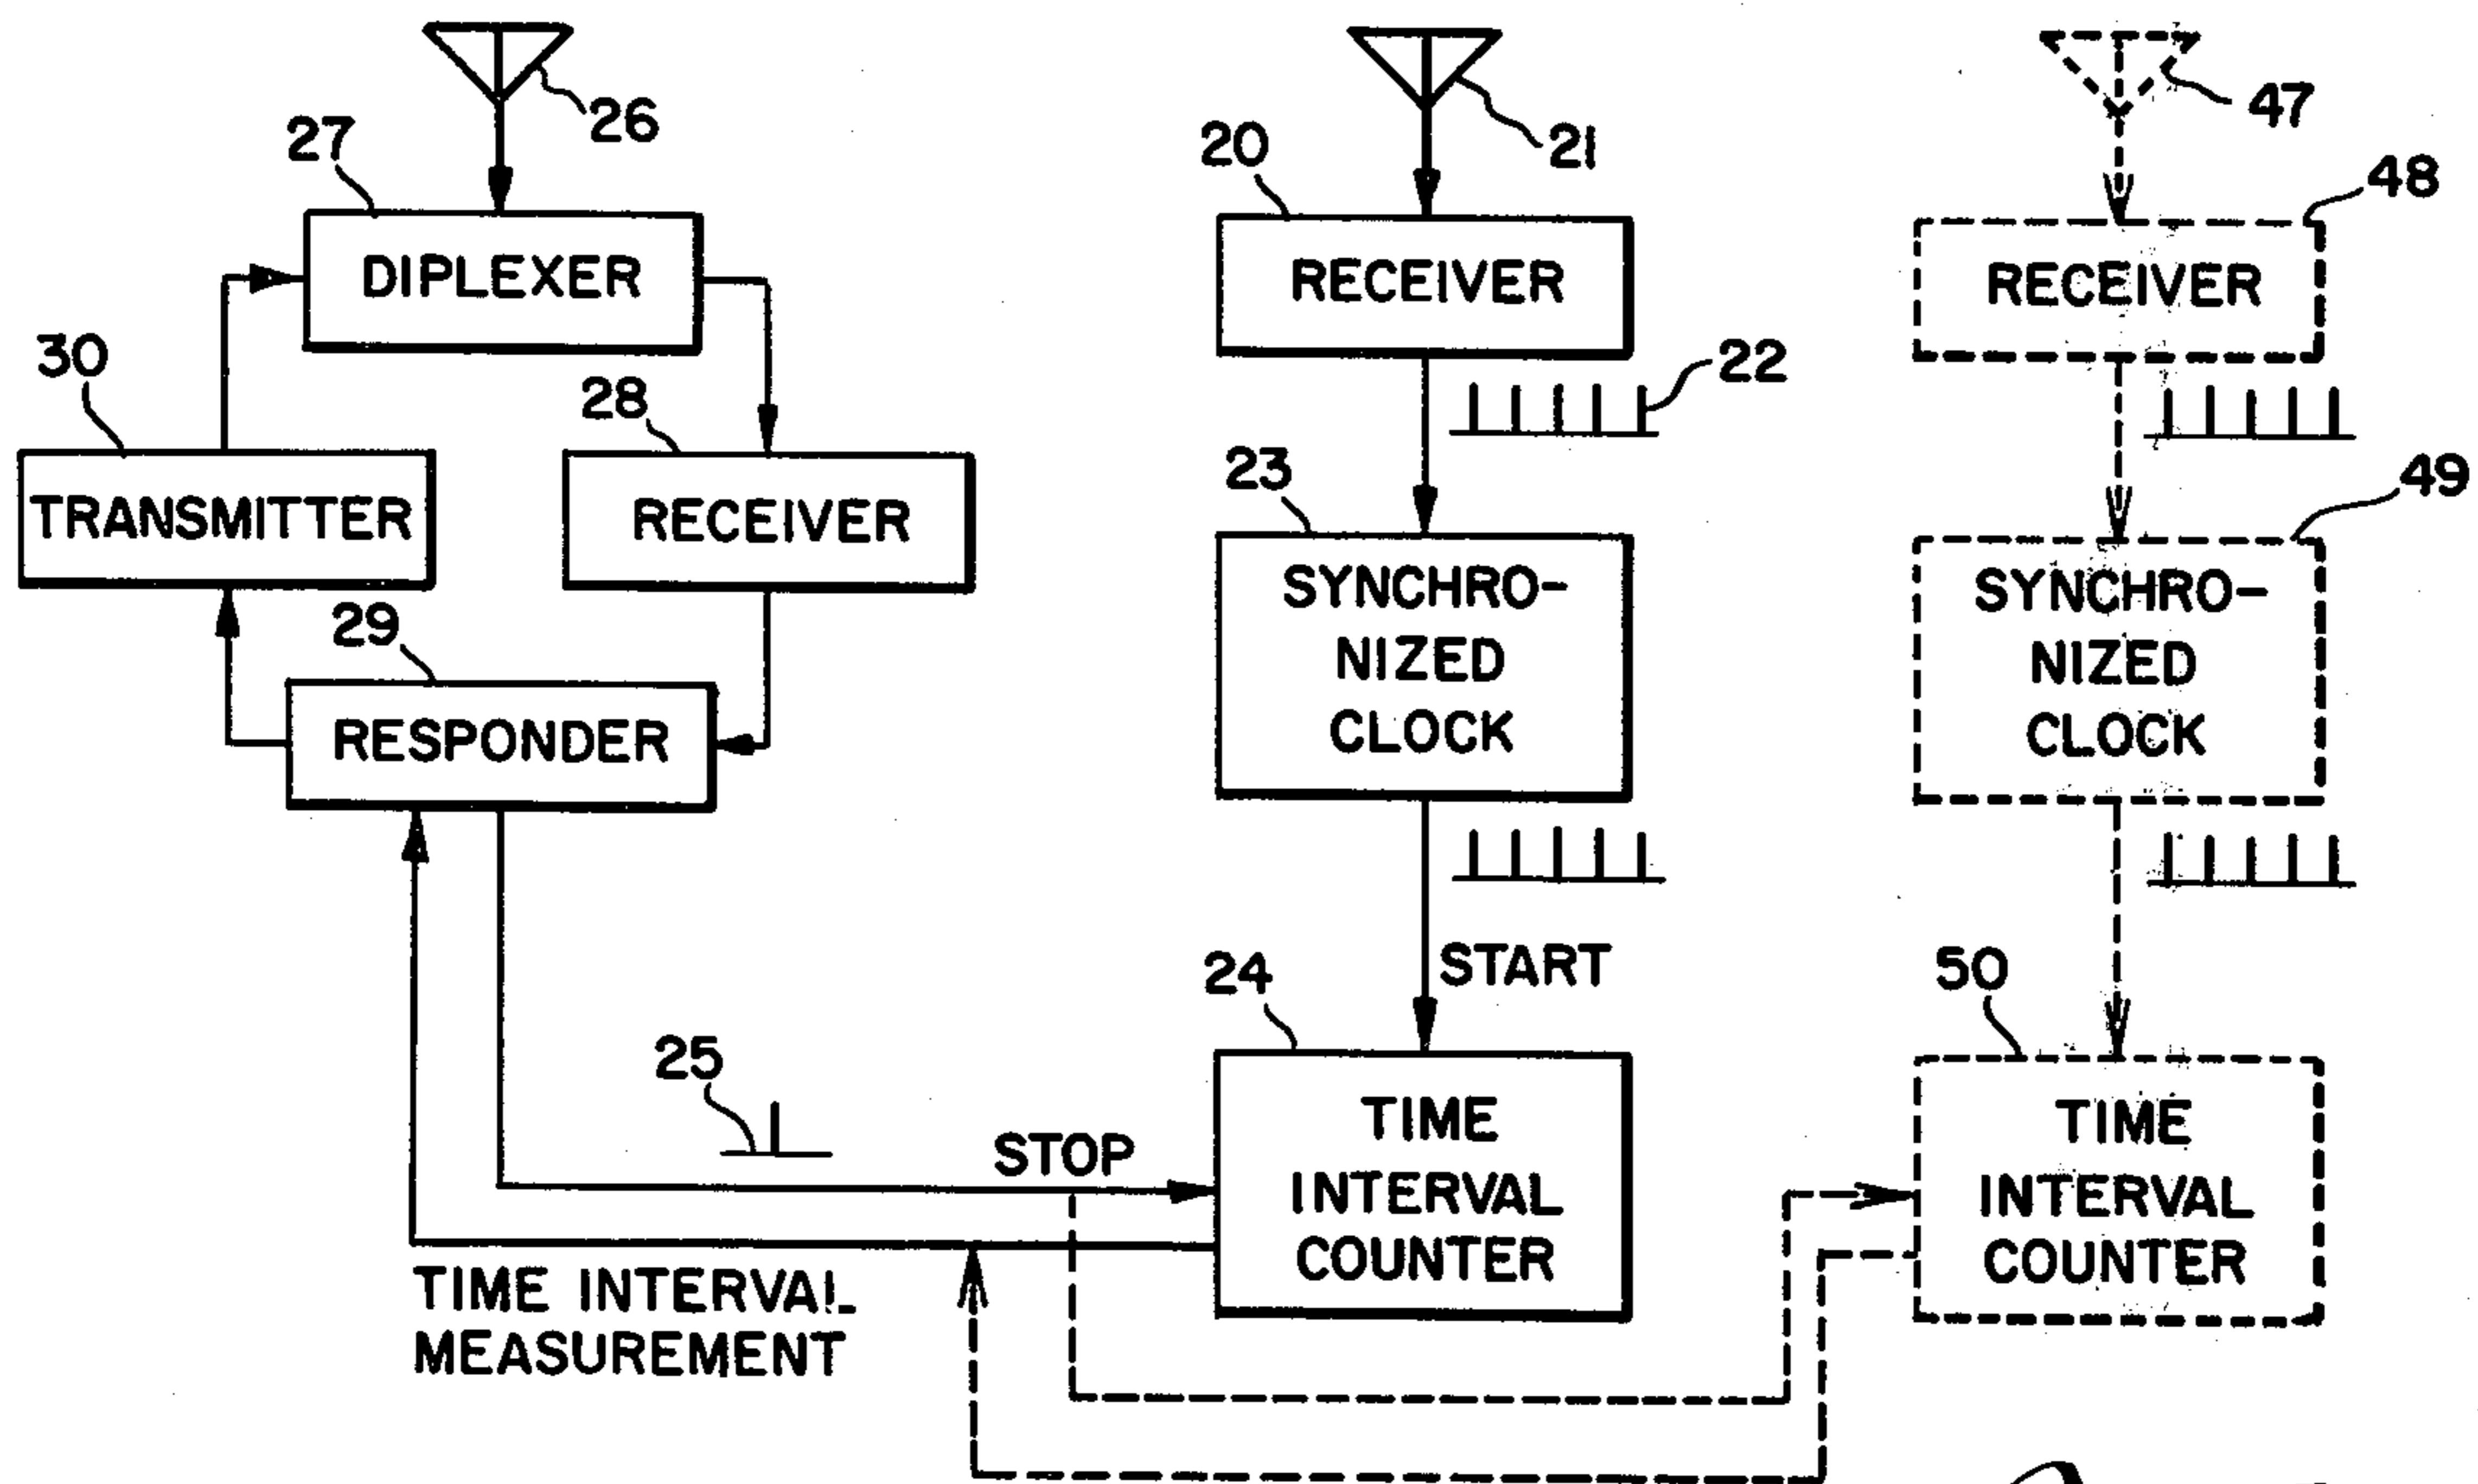 26
21
47
27
20
48
DIPLEXER
RECEIVER
RECEIVER
30
28
22
23
49
TRANSMITTER
RECEIVER
SYNCHRO-
NIZED
CLOCK
SYNCHRO-
NIZED
CLOCK
29
RESPONDER
START
24
50
25
STOP
TIME
INTERVAL
COUNTER
TIME
INTERVAL
COUNTER
TIME INTERVAL
MEASUREMENT